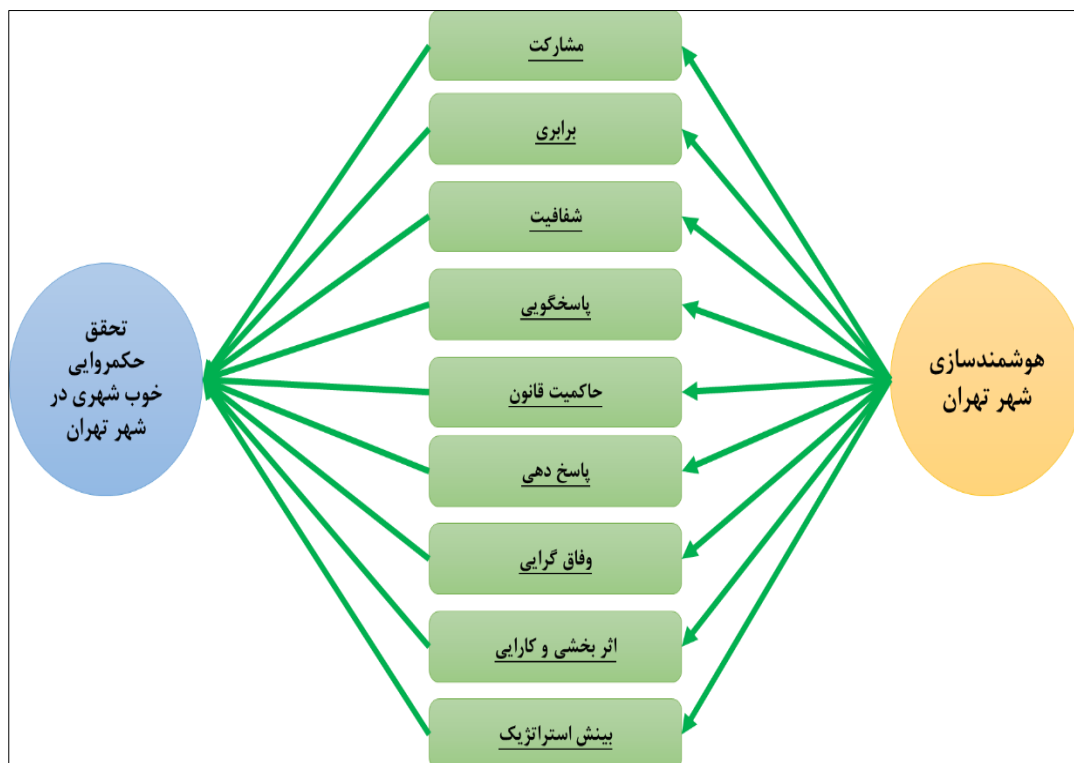 هوشمندسازی
شهر تهران
مشارکت
برابری
شفافیت
پاسخگویی
حاکمیت قانون
پاسخ دهی
وفاق گرایی
اثر بخشی و کارایی
بینش استراتژیک
تحقق
حکمروایی
خوب شهری در
شهر تهران